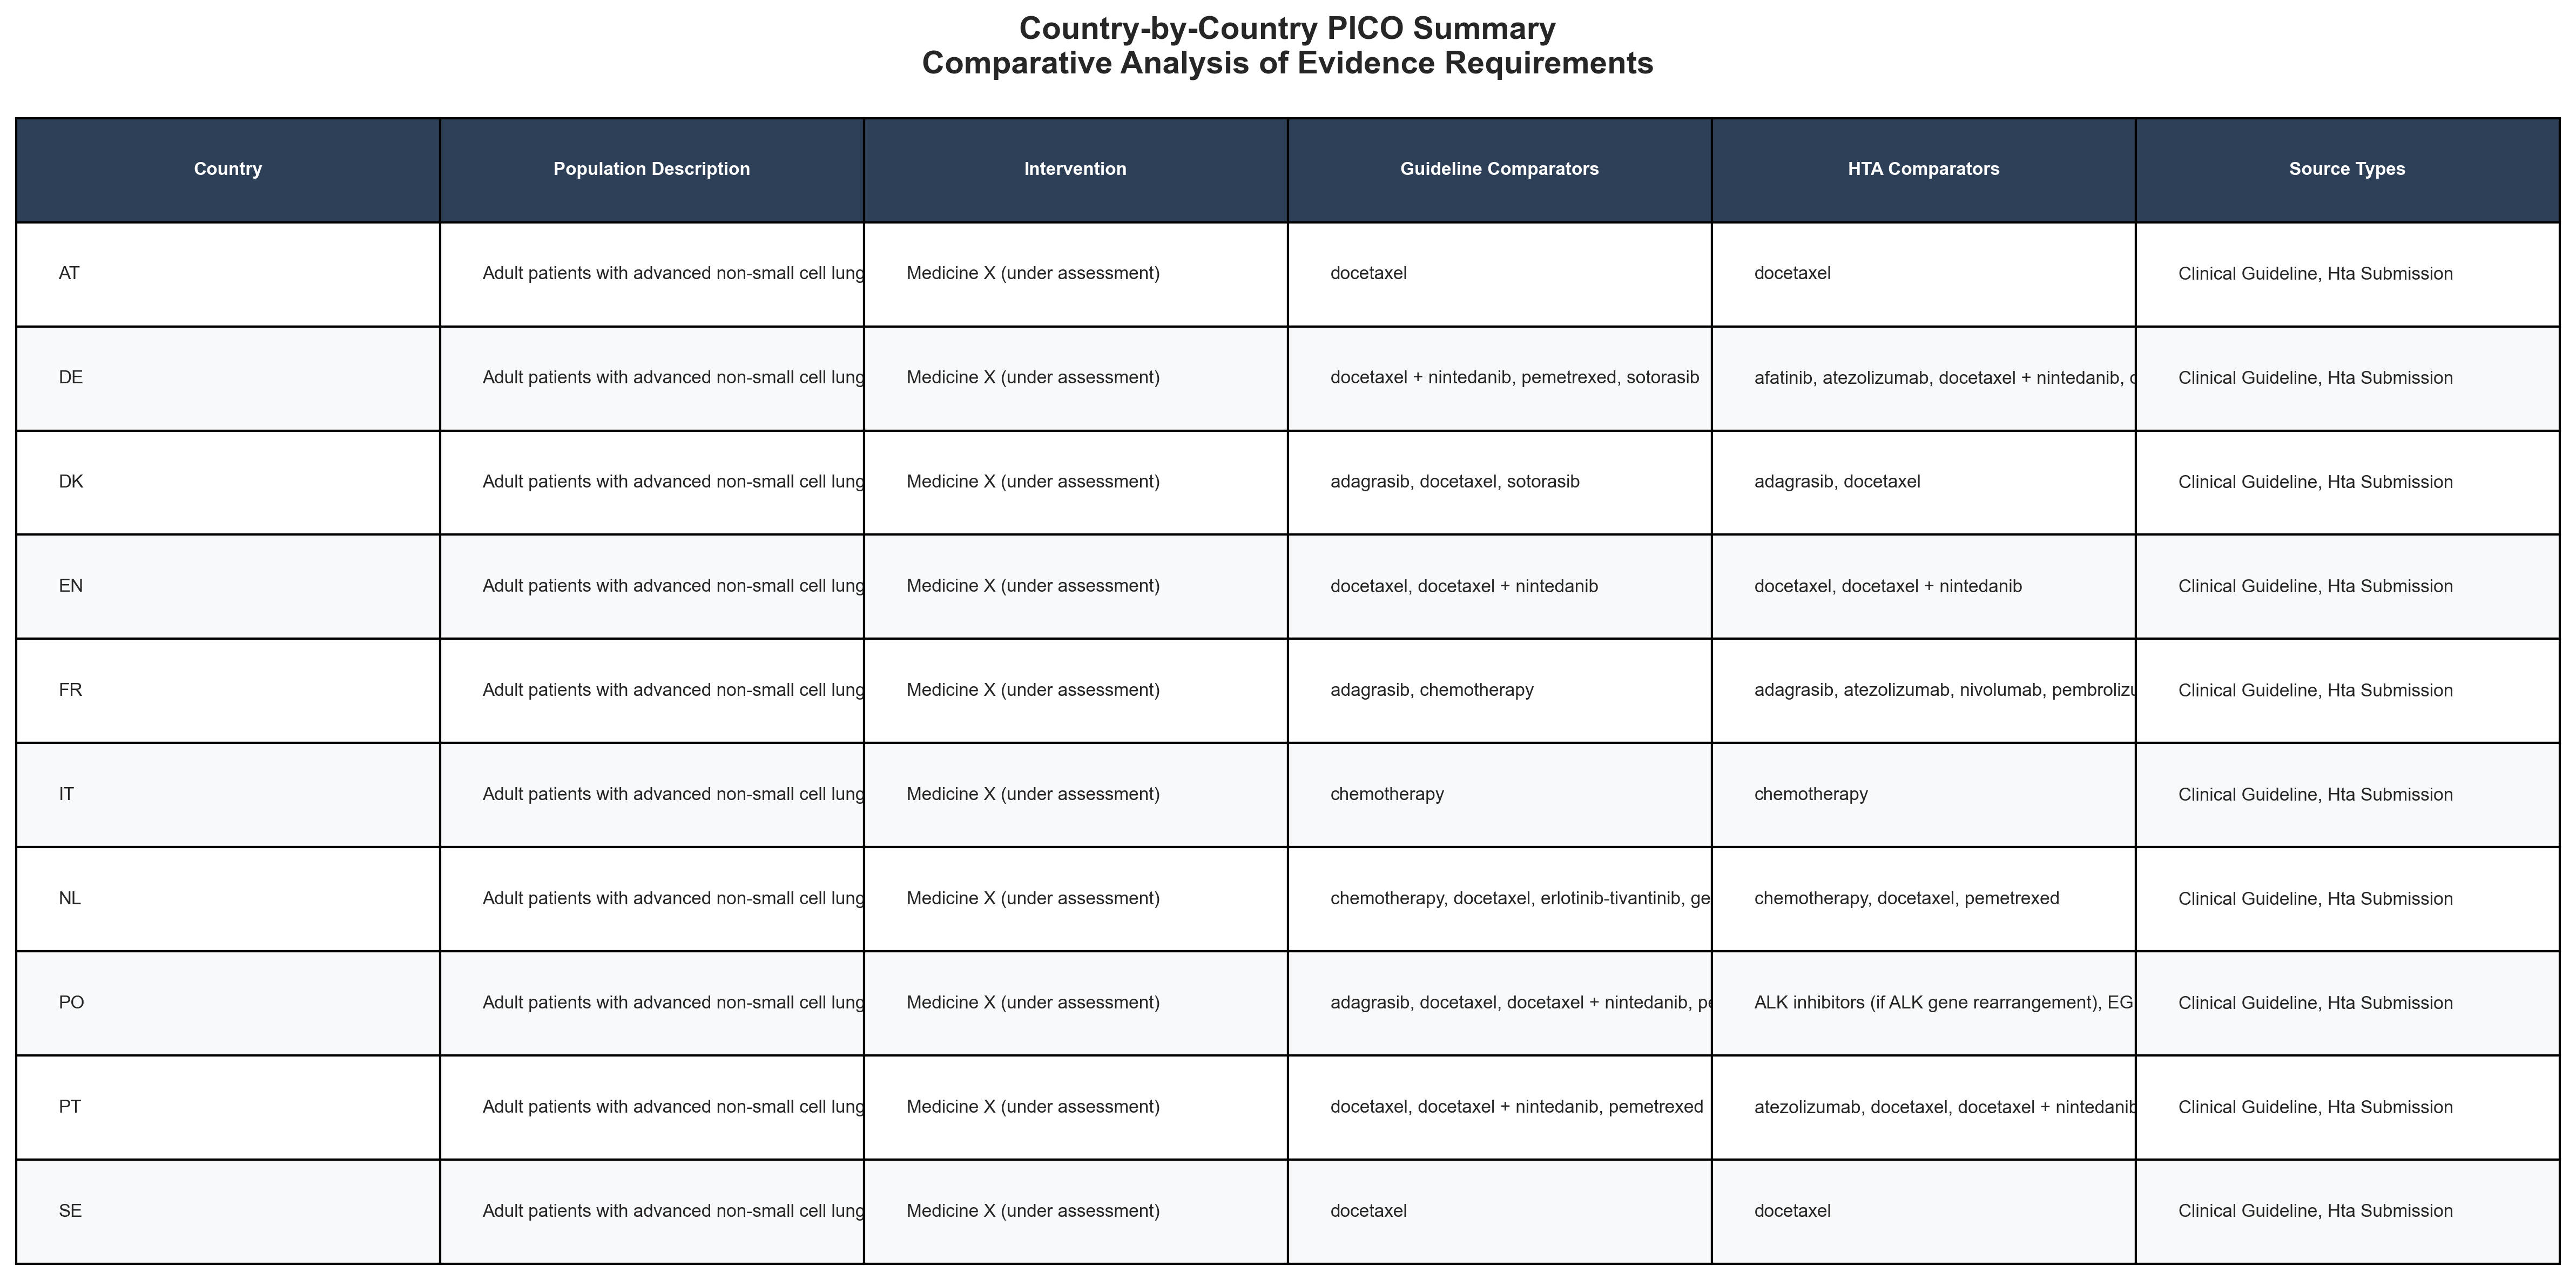 Country-by-Country PICO Summary
Comparative Analysis of Evidence Requirements
Country Population Description Intervention Guideline Comparators HTA Comparators Source Types
AT Adult patients with advanced non-small cell lung Medicine X (under assessment) docetaxel docetaxel Clinical Guideline, Hta Submission
DE Adult patients with advanced non-small cell lung Medicine X (under assessment) docetaxel + nintedanib, pemetrexed, sotorasib afatinib, atezolizumab, docetaxel + nintedanib, Clinical Guideline, Hta Submission
DK Adult patients with advanced non-small cell lung Medicine X (under assessment) adagrasib, docetaxel, sotorasib adagrasib, docetaxel Clinical Guideline, Hta Submission
EN Adult patients with advanced non-small cell lung Medicine X (under assessment) docetaxel, docetaxel + nintedanib docetaxel, docetaxel + nintedanib Clinical Guideline, Hta Submission
FR Adult patients with advanced non-small cell lung Medicine X (under assessment) adagrasib, chemotherapy adagrasib, atezolizumab, nivolumab, pembrolizu Clinical Guideline, Hta Submission
IT Adult patients with advanced non-small cell lung Medicine X (under assessment) chemotherapy chemotherapy Clinical Guideline, Hta Submission
NL Adult patients with advanced non-small cell lung Medicine X (under assessment) chemotherapy, docetaxel, erlotinib-tivantinib, ge chemotherapy, docetaxel, pemetrexed Clinical Guideline, Hta Submission
PO Adult patients with advanced non-small cell lung Medicine X (under assessment) adagrasib, docetaxel, docetaxel + nintedanib, pe ALK inhibitors (if ALK gene rearrangement), EG Clinical Guideline, Hta Submission
PT Adult patients with advanced non-small cell lung Medicine X (under assessment) docetaxel, docetaxel + nintedanib, pemetrexed atezolizumab, docetaxel, docetaxel + nintedanib Clinical Guideline, Hta Submission
SE Adult patients with advanced non-small cell lung Medicine X (under assessment) docetaxel docetaxel Clinical Guideline, Hta Submission